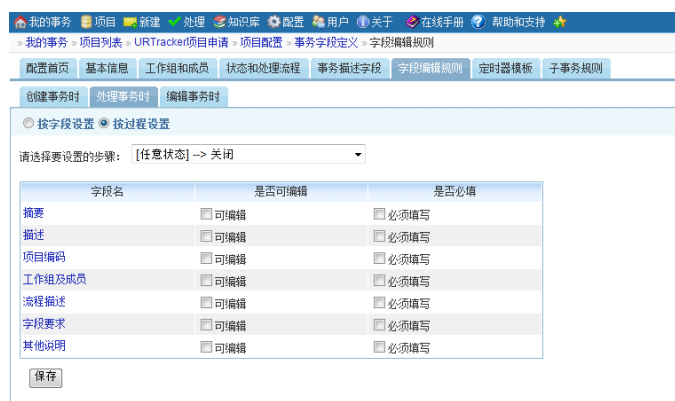 我的事务 项目 新建 处理 知识库 配置 用户 关于 在线手册 帮助和支持
» 我的事务 » 项目列表 » URTracker项目申请 » 项目配置 » 事务字段定义 » 字段编辑规则
配置首页 基本信息 工作组和成员 状态和处理流程 事务描述字段 字段编辑规则 定时器模板 子事务规则
创建事务时 处理事务时 编辑事务时
按字段设置 按过程设置
请选择要设置的步骤: [任意状态] --> 关闭
字段名 是否可编辑 是否必填
摘要 可编辑 必须填写
描述 可编辑 必须填写
项目编码 可编辑 必须填写
工作组及成员 可编辑 必须填写
流程描述 可编辑 必须填写
字段要求 可编辑 必须填写
其他说明 可编辑 必须填写
保存